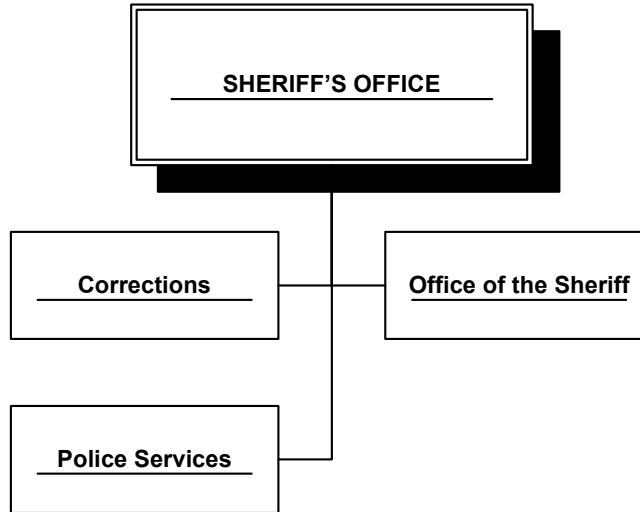 SHERIFF’S OFFICE
Corrections
Office of the Sheriff
Police Services